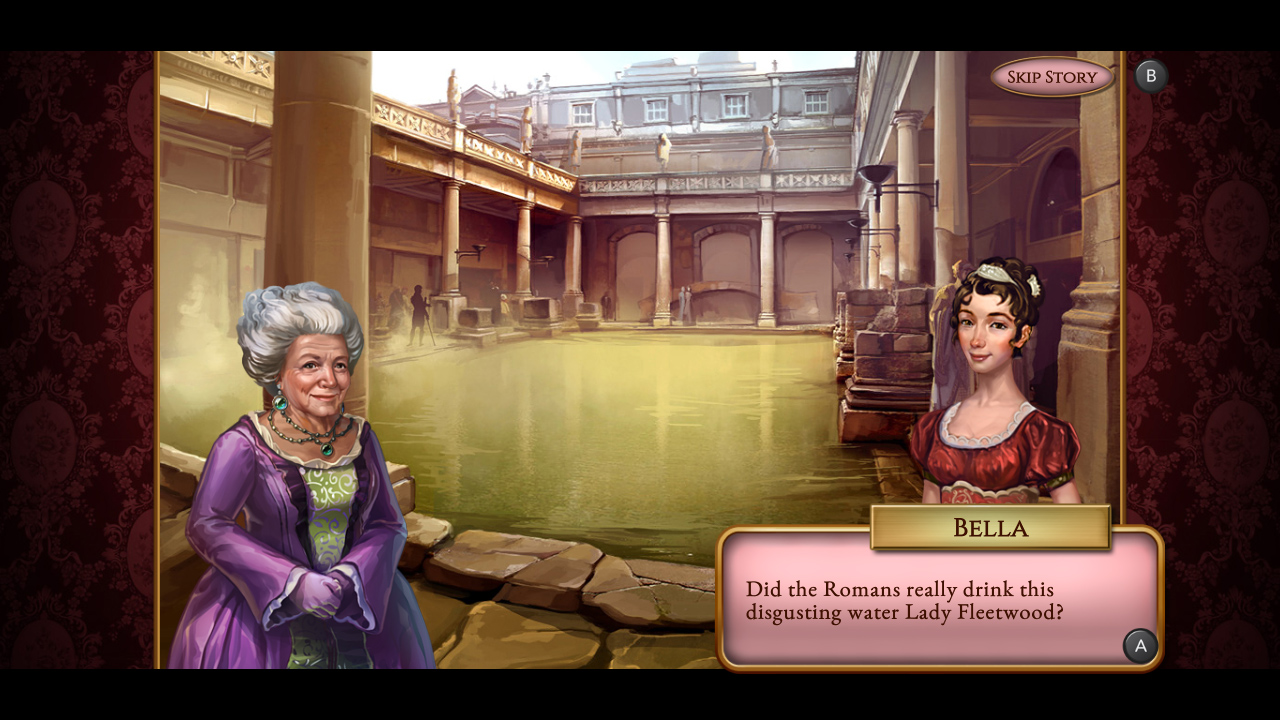 SKIP STORY
B
BELLA
Did the Romans really drink this
disgusting water Lady Fleetwood?
A